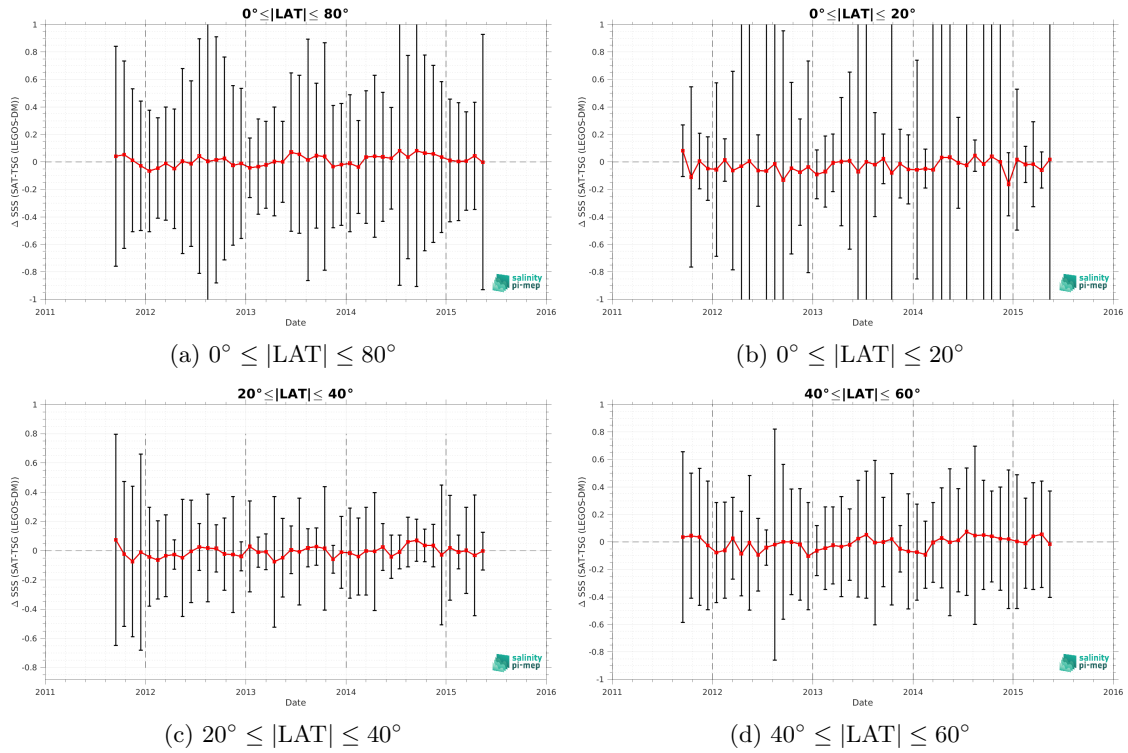 0°≤|LAT|≤ 80°
Δ SSS (SAT-TSG (LEGOS-DM))
1
0.8
0.6
0.4
0.2
0
-0.2
-0.4
-0.6
-0.8
-1
2011 2012 2013 2014 2015 2016
Date
salinity
pi-mep
(a) 0° ≤ |LAT| ≤ 80°
0°≤|LAT|≤ 20°
Δ SSS (SAT-TSG (LEGOS-DM))
1
0.8
0.6
0.4
0.2
0
-0.2
-0.4
-0.6
-0.8
-1
2011 2012 2013 2014 2015 2016
Date
salinity
pi-mep
(b) 0° ≤ |LAT| ≤ 20°
20°≤|LAT|≤ 40°
Δ SSS (SAT-TSG (LEGOS-DM))
1
0.8
0.6
0.4
0.2
0
-0.2
-0.4
-0.6
-0.8
2011 2012 2013 2014 2015 2016
Date
salinity
pi-mep
(c) 20° ≤ |LAT| ≤ 40°
40°≤|LAT|≤ 60°
Δ SSS (SAT-TSG (LEGOS-DM))
1
0.8
0.6
0.4
0.2
0
-0.2
-0.4
-0.6
-0.8
-1
2011 2012 2013 2014 2015 2016
Date
salinity
pi-mep
(d) 40° ≤ |LAT| ≤ 60°